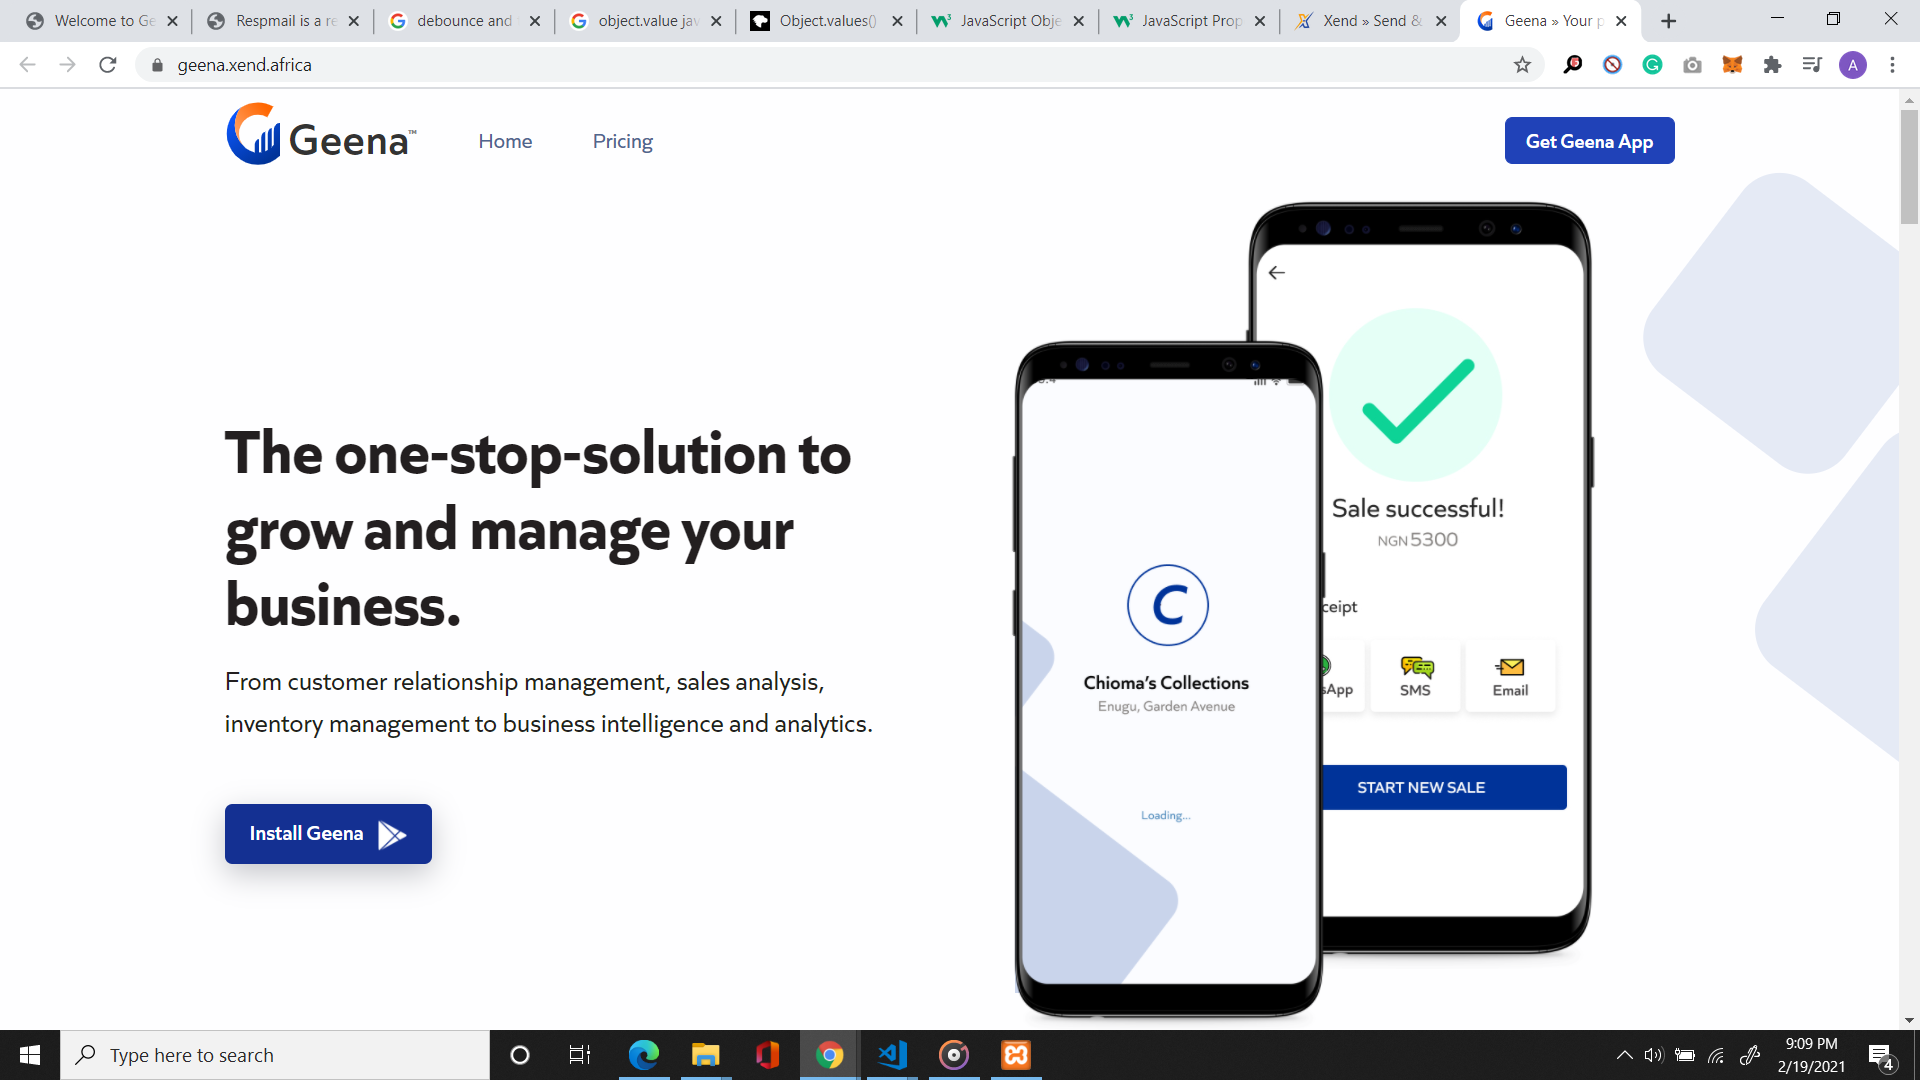 Welcome to Ge
Respmail is a re
debounce and
object.value jav
Object.values()
JavaScript Obje
JavaScript Prop
Xend » Send &
Geena » Your p
geena.xend.africa
A
Geena™
Home
Pricing
Get Geena App
The one-stop-solution to
grow and manage your
business.
From customer relationship management, sales analysis,
inventory management to business intelligence and analytics.
Install Geena
C
Chioma's Collections
Enugu, Garden Avenue
Loading...
Sale successful!
NGN 5300
ceipt
sApp
SMS
Email
START NEW SALE
Type here to search
9:09 PM
2/19/2021
4